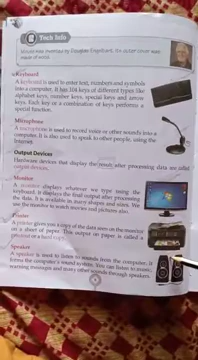 Tech Info
Mouse was invented by Douglas Engelbart. Its outer cover was
made of wood.
Keyboard
A keyboard is used to enter text, numbers and symbols
into a computer. It has 104 keys of different types like
alphabet keys, number keys, special keys and arrow
keys. Each key or a combination of keys performs a
special function.
Microphone
A microphone is used to record voice or other sounds into a
computer. It is also used to speak to other people, using the
Internet.
Output Devices
Hardware devices that display the result after processing data are called
output devices.
Monitor
A monitor displays whatever we type using the
keyboard. It displays the final output after processing
the data. It is available in many shapes and sizes. We
use the monitor to watch movies and pictures also.
Printer
A printer gives you a copy of the data seen on the monitor
on a sheet of paper. This output on paper is called a
printout or a hard copy.
Speaker
A speaker is used to listen to sounds from the computer. It
forms the computer's sound system. You can listen to music,
warning messages and many other sounds through speakers.